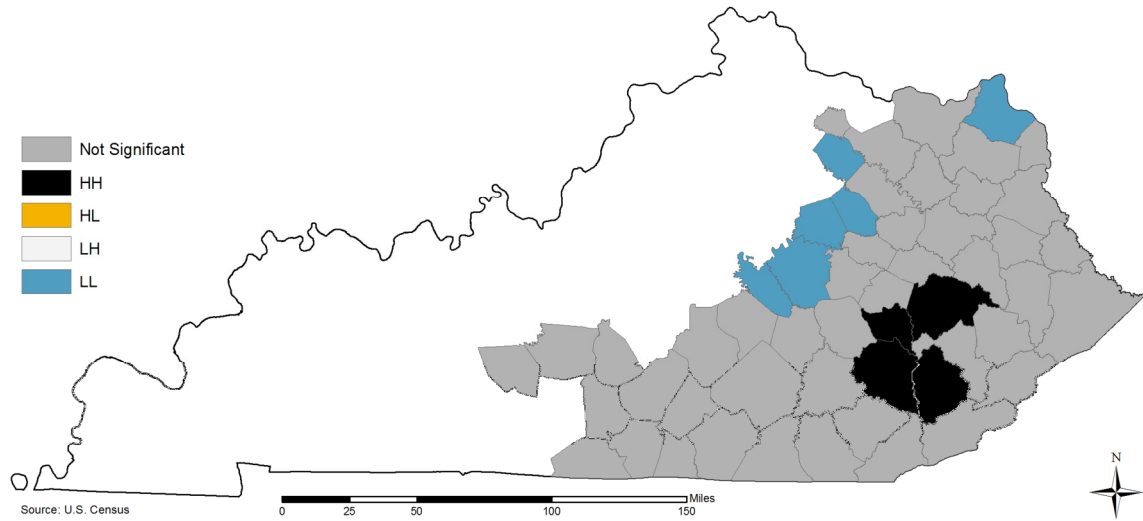 Not Significant
HH
HL
LH
LL
N
Miles
0 25 50 100 150
Source: U.S. Census